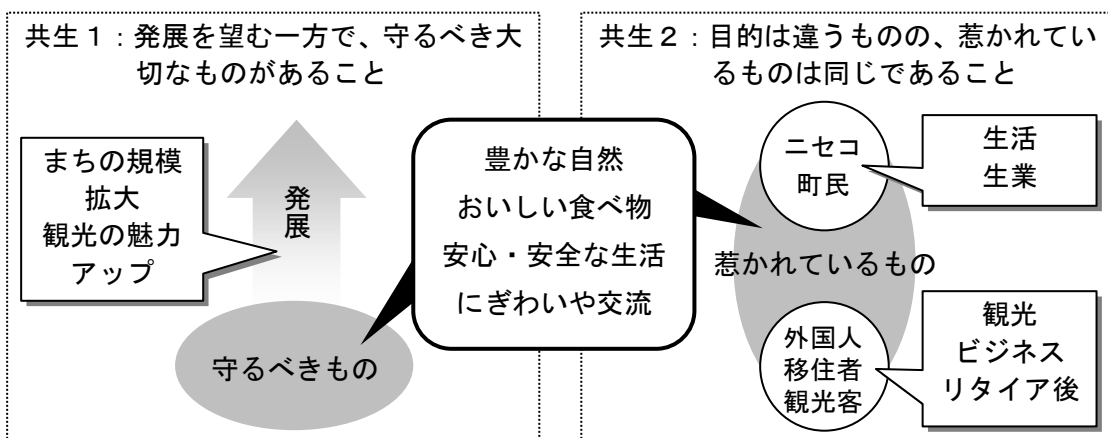 共生１：発展を望む一方で、守るべき大
切なものがあること
まちの規模
拡大
観光の魅力
アップ
発
展
守るべきもの
豊かな自然
おいしい食べ物
安心・安全な生活
にぎわいや交流
共生２：目的は違うものの、惹かれてい
るものは同じであること
ニセコ
町民
生活
生業
惹かれているもの
外国人
移住者
観光客
観光
ビジネス
リタイア後